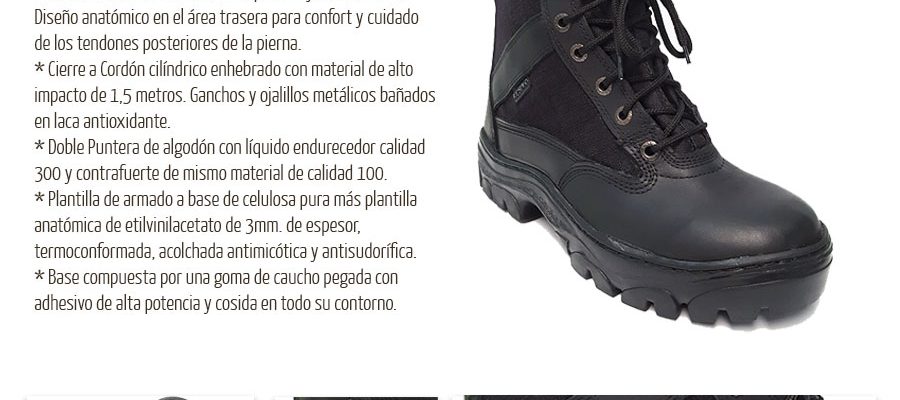 Diseño anatómico en el área trasera para confort y cuidado
de los tendones posteriores de la pierna.
* Cierre a Cordón cilíndrico enhebrado con material de alto
impacto de 1,5 metros. Ganchos y ojalillos metálicos bañados
en laca antioxidante.
* Doble Puntera de algodón con líquido endurecedor calidad
300 y contrafuerte de mismo material de calidad 100.
* Plantilla de armado a base de celulosa pura más plantilla
anatómica de etilvinilacetato de 3mm. de espesor,
termoconformada, acolchada antimicótica y antisudorífica.
* Base compuesta por una goma de caucho pegada con
adhesivo de alta potencia y cosida en todo su contorno.